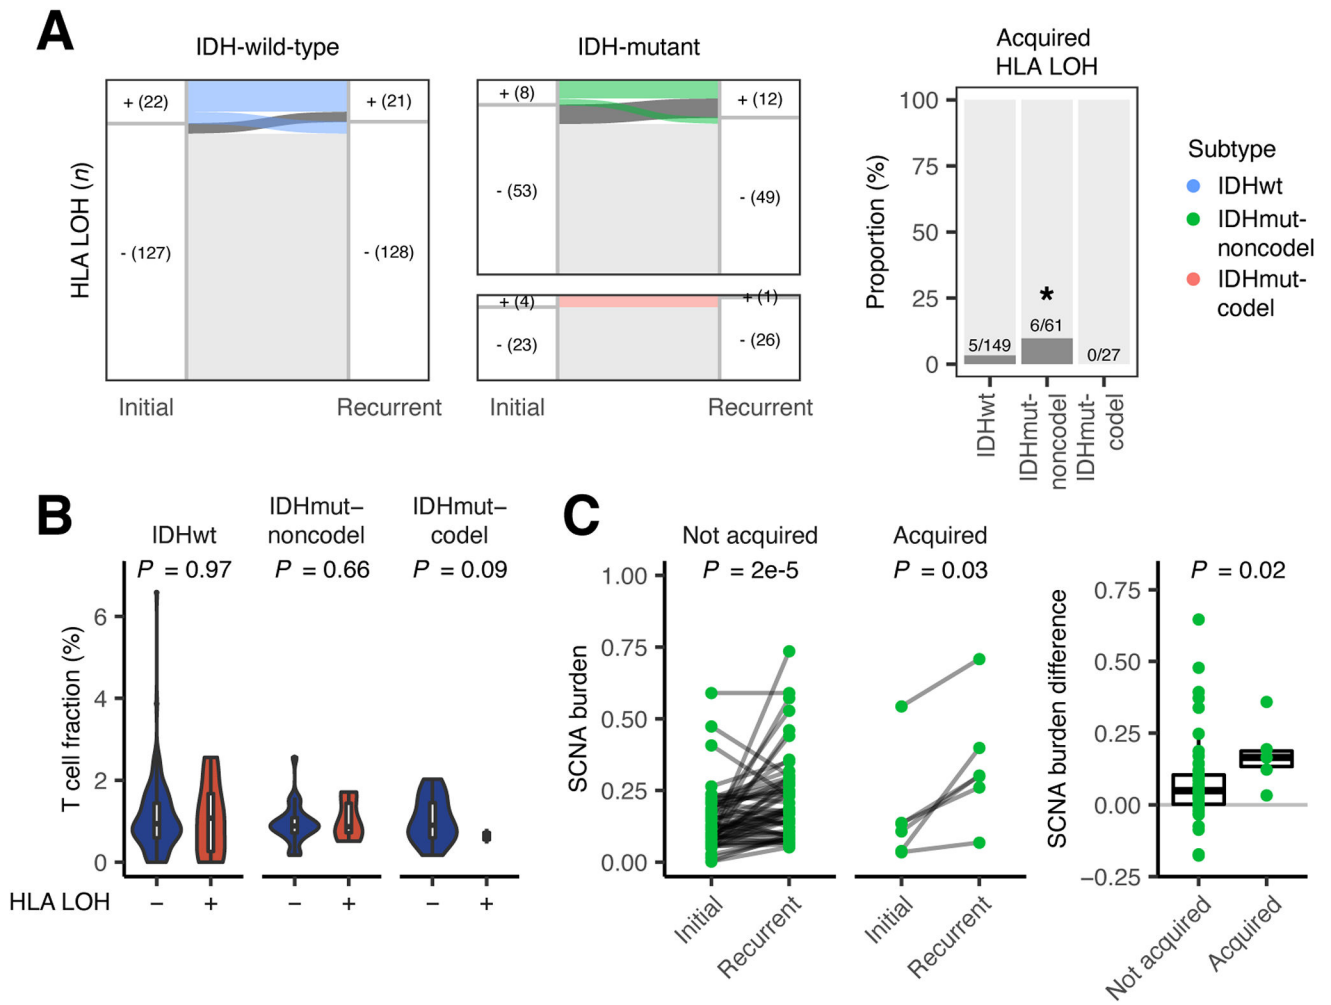 A
IDH-wild-type
IDH-mutant
Acquired
HLA LOH
HLA LOH (n)
+ (22)
+ (21)
- (127)
- (128)
Initial
Recurrent
+ (8)
+ (12)
- (53)
- (49)
+ (4)
+ (1)
- (23)
- (26)
Initial
Recurrent
Proportion (%)
100
75
50
25
0
5/149
*
6/61
0/27
IDHwt
IDHmut-
noncodel
IDHmut-
codel
Subtype
IDHwt
IDHmut-
noncodel
IDHmut-
codel
B
IDHwt
IDHmut–
noncodel
IDHmut–
codel
P = 0.97
P = 0.66
P = 0.09
T cell fraction (%)
6
4
2
0
HLA LOH
– + – + – +
C
Not acquired
Acquired
P = 2e-5
P = 0.03
P = 0.02
SCNA burden
1.00
0.75
0.50
0.25
0.00
Initial
Recurrent
Initial
Recurrent
SCNA burden difference
0.75
0.50
0.25
0.00
−0.25
Not acquired
Acquired